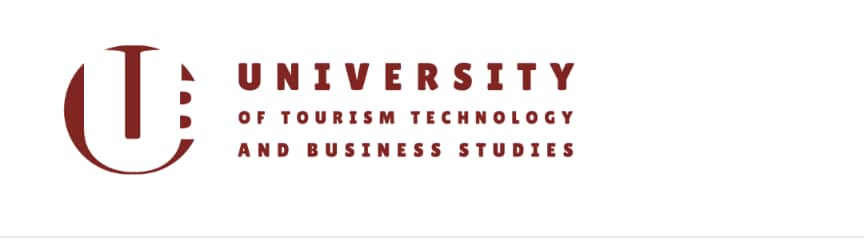 UNIVERSITY
OF TOURISM TECHNOLOGY
AND BUSINESS STUDIES